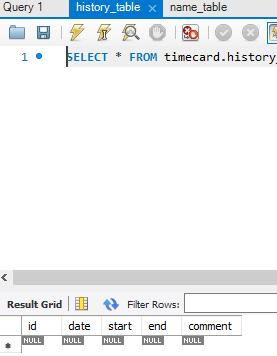 Query 1 history_table name_table
1 SELECT * FROM timecard.history_
Result Grid Filter Rows:
id date start end comment
NULL NULL NULL NULL NULL